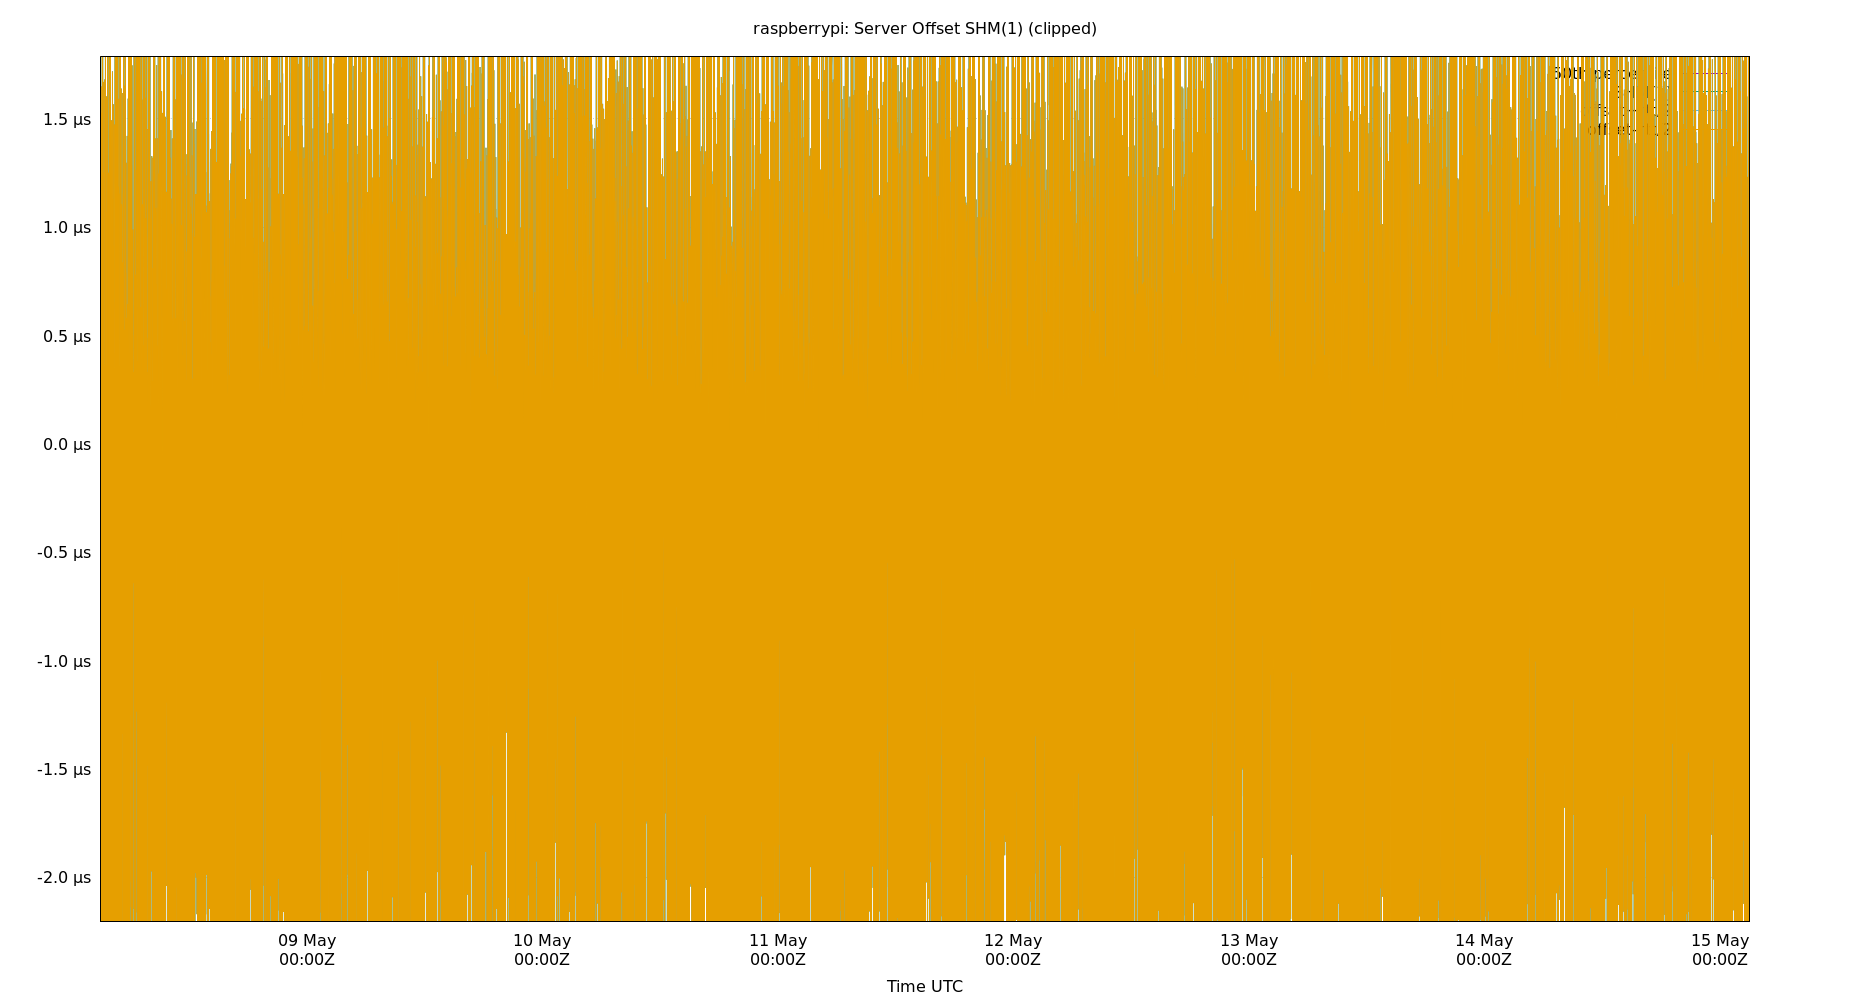 raspberrypi: Server Offset SHM(1) (clipped)
1.5 µs
1.0 µs
0.5 µs
0.0 µs
-0.5 µs
-1.0 µs
-1.5 µs
-2.0 µs
09 May 10 May 11 May 12 May 13 May 14 May 15 May
00:00Z 00:00Z 00:00Z 00:00Z 00:00Z 00:00Z 00:00Z
Time UTC